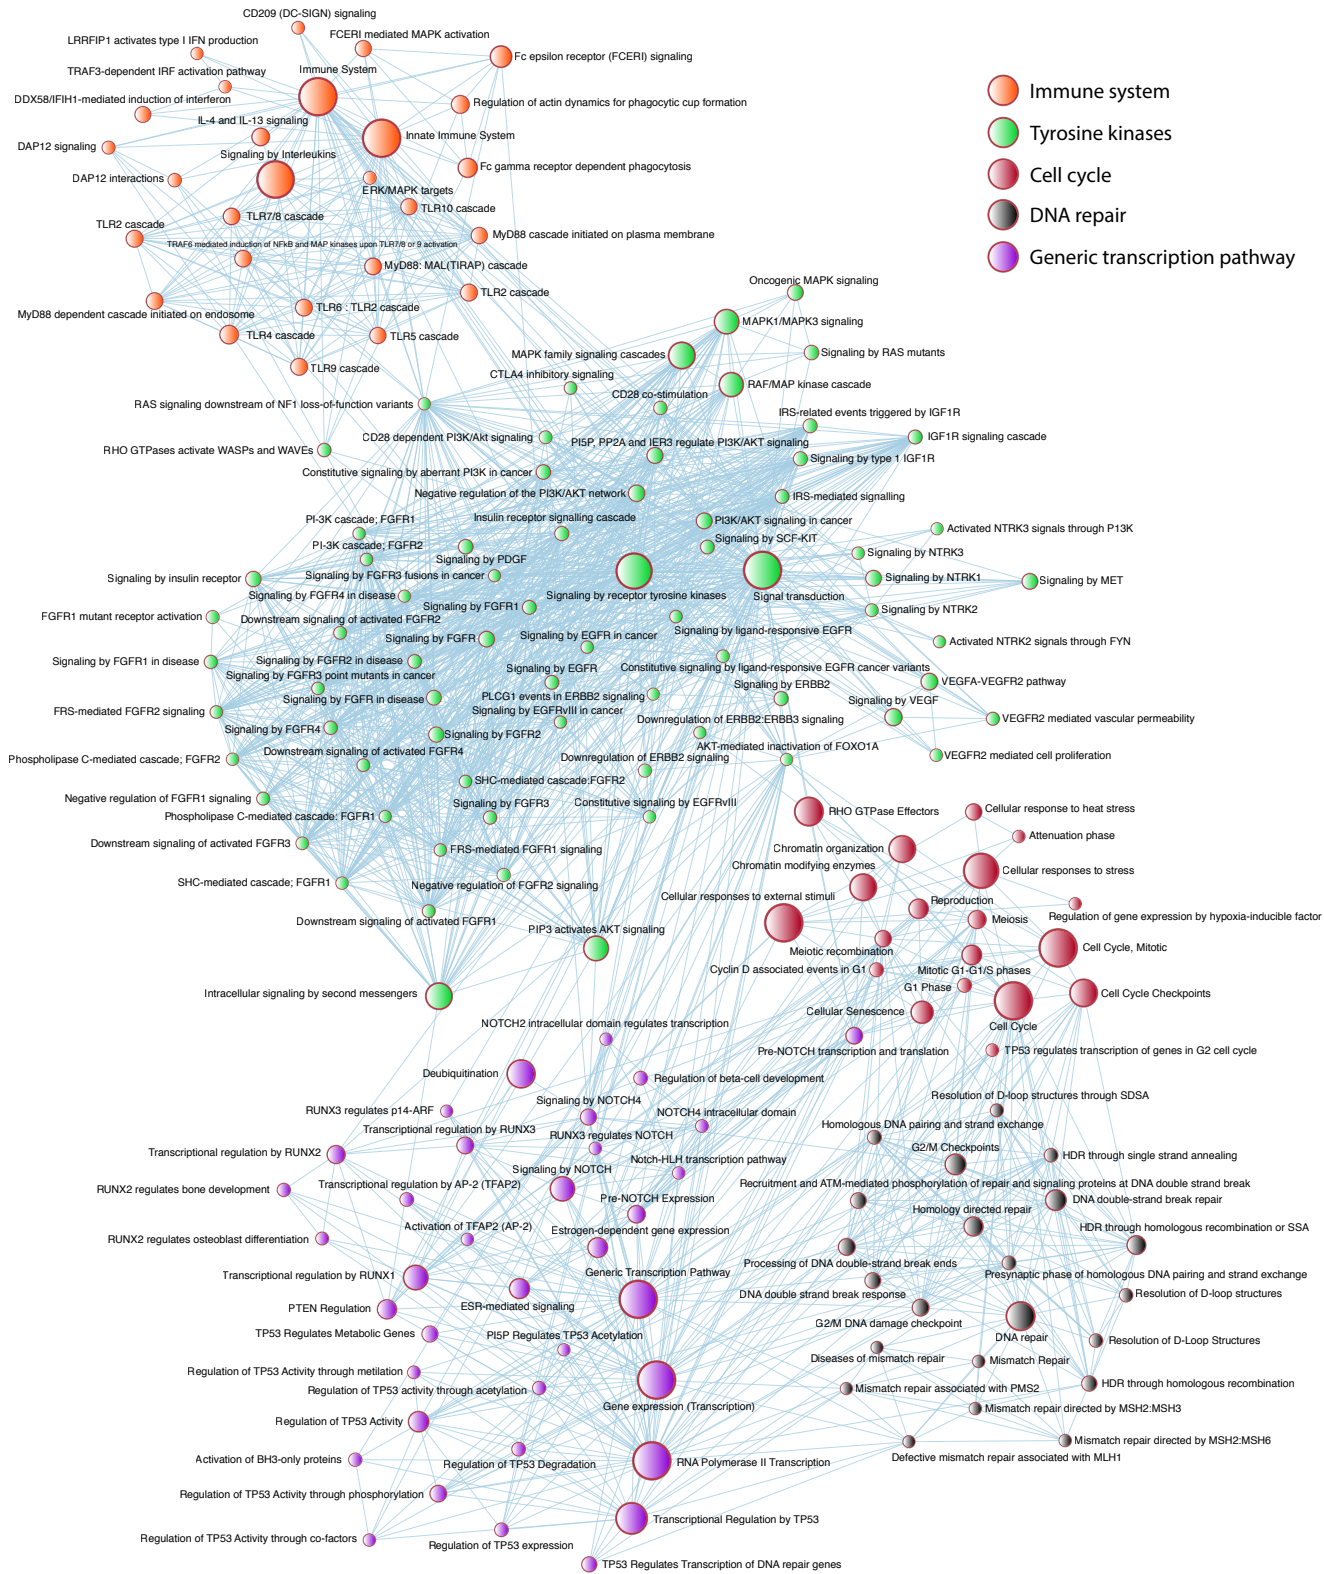 CD209 (DC-SIGN) signaling
LRRFIP1 activates type I IFN production
FCERI mediated MAPK activation
Fc epsilon receptor (FCERI) signaling
TRAF3-dependent IRF activation pathway
Immune System
DDX58/IFIH1-mediated induction of interferon
Regulation of actin dynamics for phagocytic cup formation
IL-4 and IL-13 signaling
Innate Immune System
DAP12 signaling
Signaling by Interleukins
Fc gamma receptor dependent phagocytosis
DAP12 interactions
ERK/MAPK targets
TLR10 cascade
TLR7/8 cascade
TLR2 cascade
MyD88 cascade initiated on plasma membrane
TRAF6 mediated induction of NFkB and MAP kinases upon TLR7/8 or 9 activation
MyD88: MAL(TIRAP) cascade
TLR2 cascade
TLR6 : TLR2 cascade
MyD88 dependent cascade initiated on endosome
TLR4 cascade
TLR5 cascade
TLR9 cascade
Immune system
Tyrosine kinases
Cell cycle
DNA repair
Generic transcription pathway
Oncogenic MAPK signaling
MAPK1/MAPK3 signaling
MAPK family signaling cascades
Signaling by RAS mutants
CTLA4 inhibitory signaling
RAF/MAP kinase cascade
CD28 co-stimulation
RAS signaling downstream of NF1 loss-of-function variants
IRS-related events triggered by IGF1R
CD28 dependent PI3K/Akt signaling
PI5P, PP2A and IER3 regulate PI3K/AKT signaling
IGF1R signaling cascade
RHO GTPases activate WASPs and WAVEs
Signaling by type 1 IGF1R
Constitutive signaling by aberrant PI3K in cancer
Negative regulation of the PI3K/AKT network
IRS-mediated signalling
PI-3K cascade; FGFR1
Insulin receptor signalling cascade
PI3K/AKT signaling in cancer
Activated NTRK3 signals through P13K
PI-3K cascade; FGFR2
Signaling by PDGF
Signaling by SCF-KIT
Signaling by NTRK3
Signaling by insulin receptor
Signaling by FGFR3 fusions in cancer
Signaling by NTRK1
Signaling by MET
Signaling by FGFR4 in disease
Signaling by receptor tyrosine kinases
Signal transduction
Signaling by FGFR1
Signaling by NTRK2
FGFR1 mutant receptor activation
Downstream signaling of activated FGFR2
Signaling by ligand-responsive EGFR
Signaling by FGFR
Signaling by EGFR in cancer
Activated NTRK2 signals through FYN
Signaling by FGFR1 in disease
Signaling by FGFR2 in disease
Signaling by EGFR
Constitutive signaling by ligand-responsive EGFR cancer variants
Signaling by FGFR3 point mutants in cancer
VEGFA-VEGFR2 pathway
Signaling by FGFR in disease
PLCG1 events in ERBB2 signaling
Signaling by ERBB2
Signaling by VEGF
FRS-mediated FGFR2 signaling
Signaling by EGFRvIII in cancer
Downregulation of ERBB2:ERBB3 signaling
VEGFR2 mediated vascular permeability
Signaling by FGFR4
Signaling by FGFR2
AKT-mediated inactivation of FOXO1A
Phospholipase C-mediated cascade; FGFR2
Downstream signaling of activated FGFR4
Downregulation of ERBB2 signaling
VEGFR2 mediated cell proliferation
SHC-mediated cascade:FGFR2
Negative regulation of FGFR1 signaling
Signaling by FGFR3
Constitutive signaling by EGFRvIII
Phospholipase C-mediated cascade: FGFR1
Downstream signaling of activated FGFR3
FRS-mediated FGFR1 signaling
SHC-mediated cascade; FGFR1
Negative regulation of FGFR2 signaling
Downstream signaling of activated FGFR1
PIP3 activates AKT signaling
Intracellular signaling by second messengers
RHO GTPase Effectors
Cellular response to heat stress
Attenuation phase
Chromatin organization
Chromatin modifying enzymes
Cellular responses to stress
Cellular responses to external stimuli
Reproduction
Regulation of gene expression by hypoxia-inducible factor
Meiosis
Meiotic recombination
Cell Cycle, Mitotic
Cyclin D associated events in G1
Mitotic G1-G1/S phases
G1 Phase
Cell Cycle Checkpoints
Cellular Senescence
Cell Cycle
TP53 regulates transcription of genes in G2 cell cycle
NOTCH2 intracellular domain regulates transcription
Pre-NOTCH transcription and translation
Deubiquitination
Regulation of beta-cell development
RUNX3 regulates p14-ARF
Signaling by NOTCH4
NOTCH4 intracellular domain
Transcriptional regulation by RUNX3
RUNX3 regulates NOTCH
Transcriptional regulation by RUNX2
Notch-HLH transcription pathway
Signaling by NOTCH
RUNX2 regulates bone development
Transcriptional regulation by AP-2 (TFAP2)
Pre-NOTCH Expression
Activation of TFAP2 (AP-2)
Estrogen-dependent gene expression
RUNX2 regulates osteoblast differentiation
Transcriptional regulation by RUNX1
Generic Transcription Pathway
PTEN Regulation
ESR-mediated signaling
TP53 Regulates Metabolic Genes
PI5P Regulates TP53 Acetylation
Regulation of TP53 Activity through metilation
Regulation of TP53 activity through acetylation
Gene expression (Transcription)
Regulation of TP53 Activity
Activation of BH3-only proteins
Regulation of TP53 Degradation
RNA Polymerase II Transcription
Regulation of TP53 Activity through phosphorylation
Transcriptional Regulation by TP53
Regulation of TP53 Activity through co-factors
Regulation of TP53 expression
TP53 Regulates Transcription of DNA repair genes
Resolution of D-loop structures through SDSA
Homologous DNA pairing and strand exchange
G2/M Checkpoints
HDR through single strand annealing
Recruitment and ATM-mediated phosphorylation of repair and signaling proteins at DNA double strand break
DNA double-strand break repair
Homology directed repair
HDR through homologous recombination or SSA
Processing of DNA double-strand break ends
Presynaptic phase of homologous DNA pairing and strand exchange
DNA double strand break response
Resolution of D-loop structures
G2/M DNA damage checkpoint
DNA repair
Resolution of D-Loop Structures
Diseases of mismatch repair
Mismatch Repair
Mismatch repair associated with PMS2
HDR through homologous recombination
Mismatch repair directed by MSH2:MSH3
Mismatch repair directed by MSH2:MSH6
Defective mismatch repair associated with MLH1